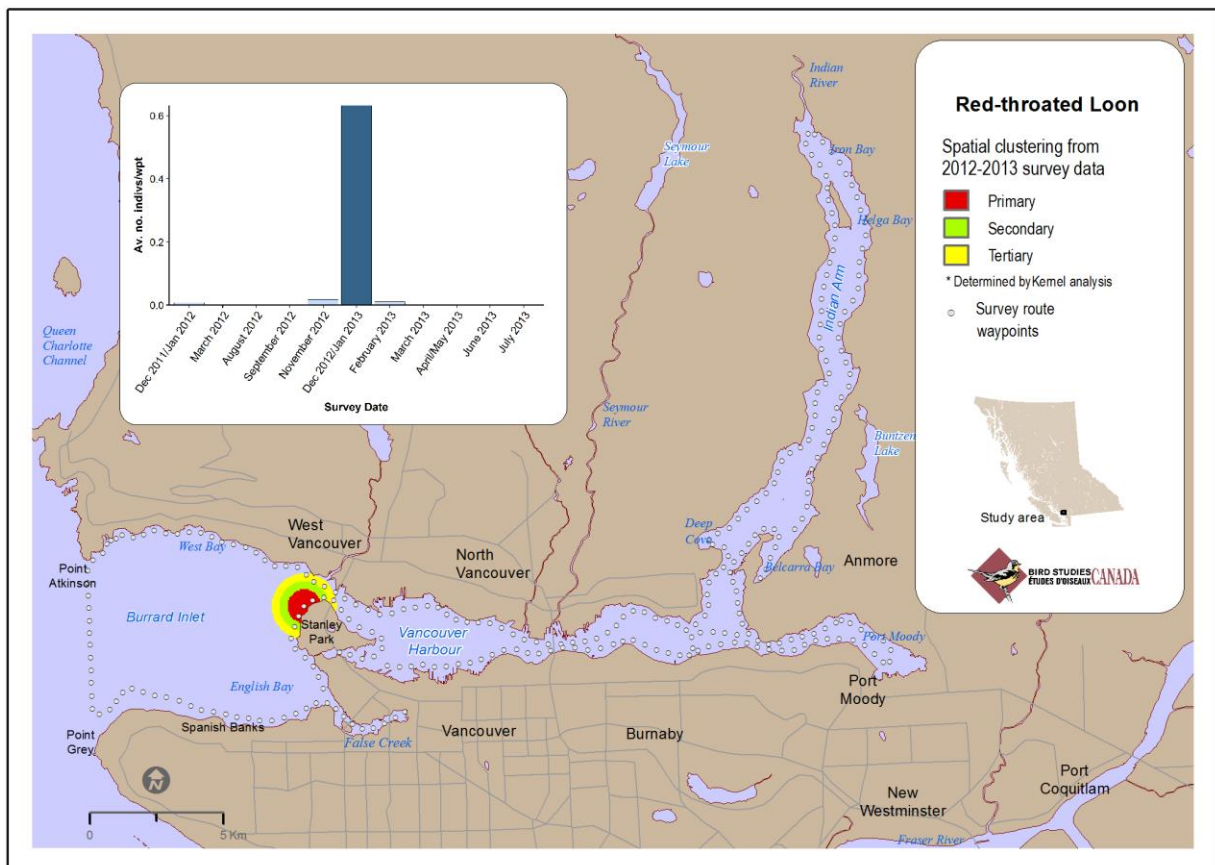 0.6
0.4
0.2
0.0
Av. no. indivs/wpt
Dec 2011/Jan 2012
March 2012
August 2012
September 2012
November 2012
Dec 2012/Jan 2013
February 2013
March 2013
April/May 2013
June 2013
July 2013
Survey Date
Red-throated Loon
Spatial clustering from
2012-2013 survey data
Primary
Secondary
Tertiary
* Determined by Kernel analysis
Survey route
waypoints
Study area
BIRD STUDIES
ÉTUDES D'OISEAUX
CANADA
Indian
River
Iron Bay
Seymour
Lake
Helga Bay
Indian Arm
Queen
Charlotte
Channel
Seymour
River
Buntzen
Lake
Deep
Cove
Belcarra Bay
Anmore
West
Vancouver
West Bay
North
Vancouver
Point
Atkinson
Burrard Inlet
Stanley
Park
Vancouver
Harbour
Port Moody
Port
Moody
English Bay
Spanish Banks
Point
Grey
False Creek
Vancouver
Burnaby
N
0
5 Km
New
Westminster
Port
Coquitlam
Fraser River